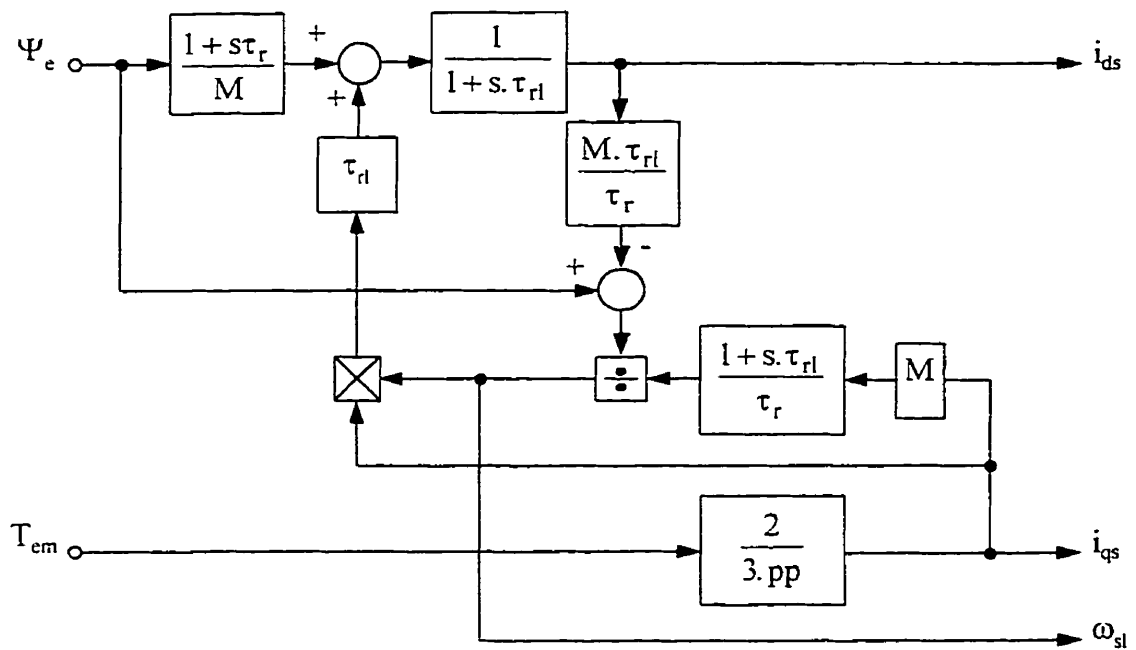 Ψe
1 + sτr
M
+
+
1
1 + s. τrl
ids
τrl
M. τrl
τr
-
+
÷
1 + s. τrl
τr
M
Tem
2
3. pp
iqs
ωsl